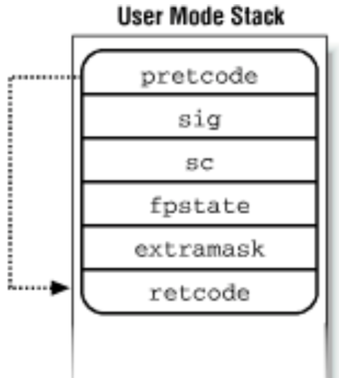 User Mode Stack
pretcode
sig
sc
fpstate
extramask
retcode